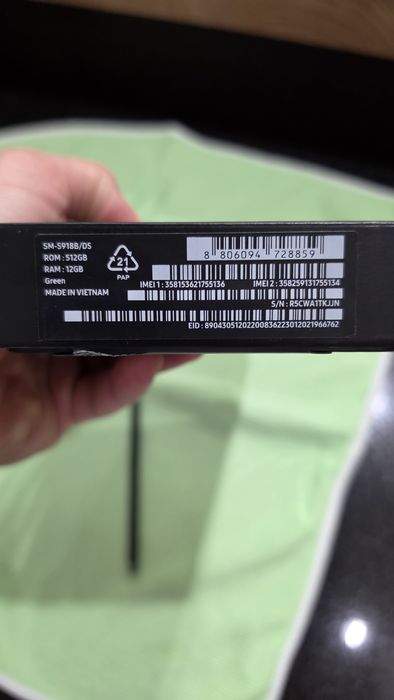 SM-S918B/DS
ROM : 512GB
RAM : 12GB
Green
MADE IN VIETNAM
21
PAP
8 806094 728859
IMEI 1 : 358153621755136 IMEI 2 : 358259131755134
S/N : R5CWA1TKJJN
EID : 89043051202200836223012021966762